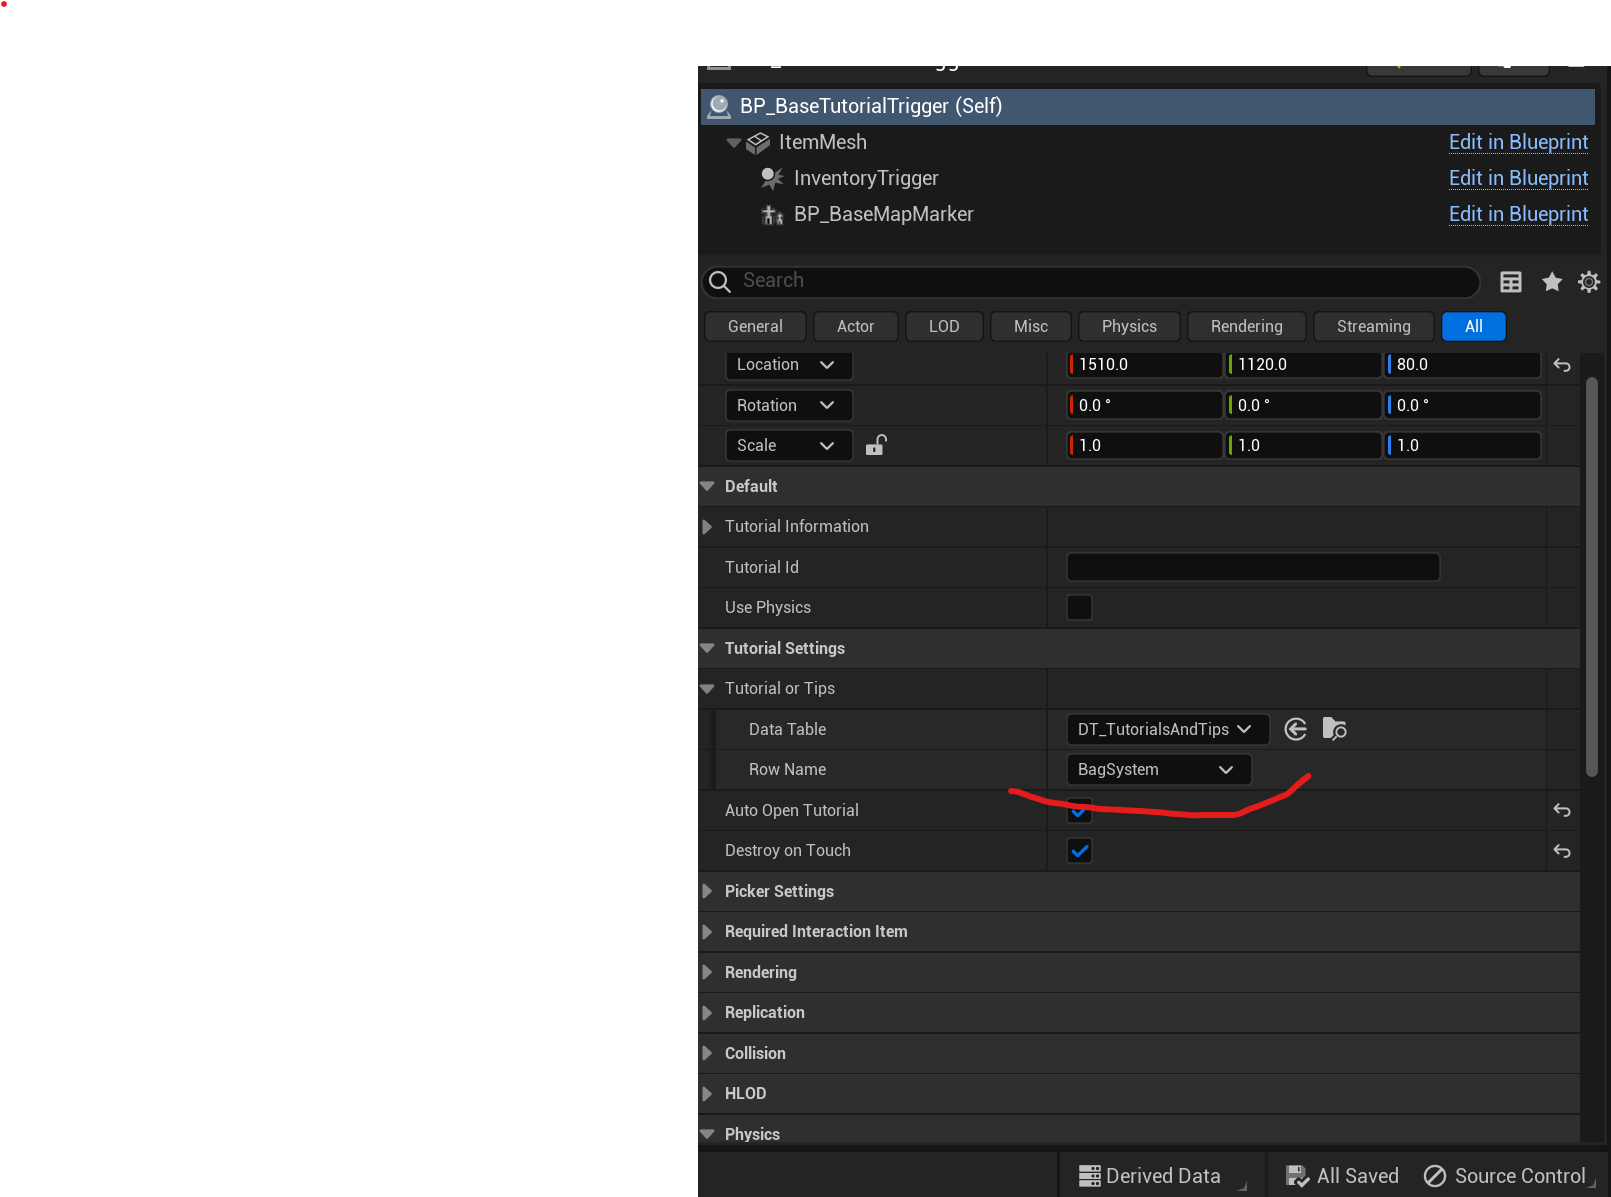 BP_BaseTutorialTrigger (Self)
ItemMesh Edit in Blueprint
InventoryTrigger Edit in Blueprint
BP_BaseMapMarker Edit in Blueprint
Search
General Actor LOD Misc Physics Rendering Streaming All
Location 1510.0 1120.0 80.0
Rotation 0.0 ° 0.0 ° 0.0 °
Scale 1.0 1.0 1.0
Default
Tutorial Information
Tutorial Id
Use Physics
Tutorial Settings
Tutorial or Tips
Data Table DT_TutorialsAndTips
Row Name BagSystem
Auto Open Tutorial
Destroy on Touch
Picker Settings
Required Interaction Item
Rendering
Replication
Collision
HLOD
Physics
Derived Data All Saved Source Control